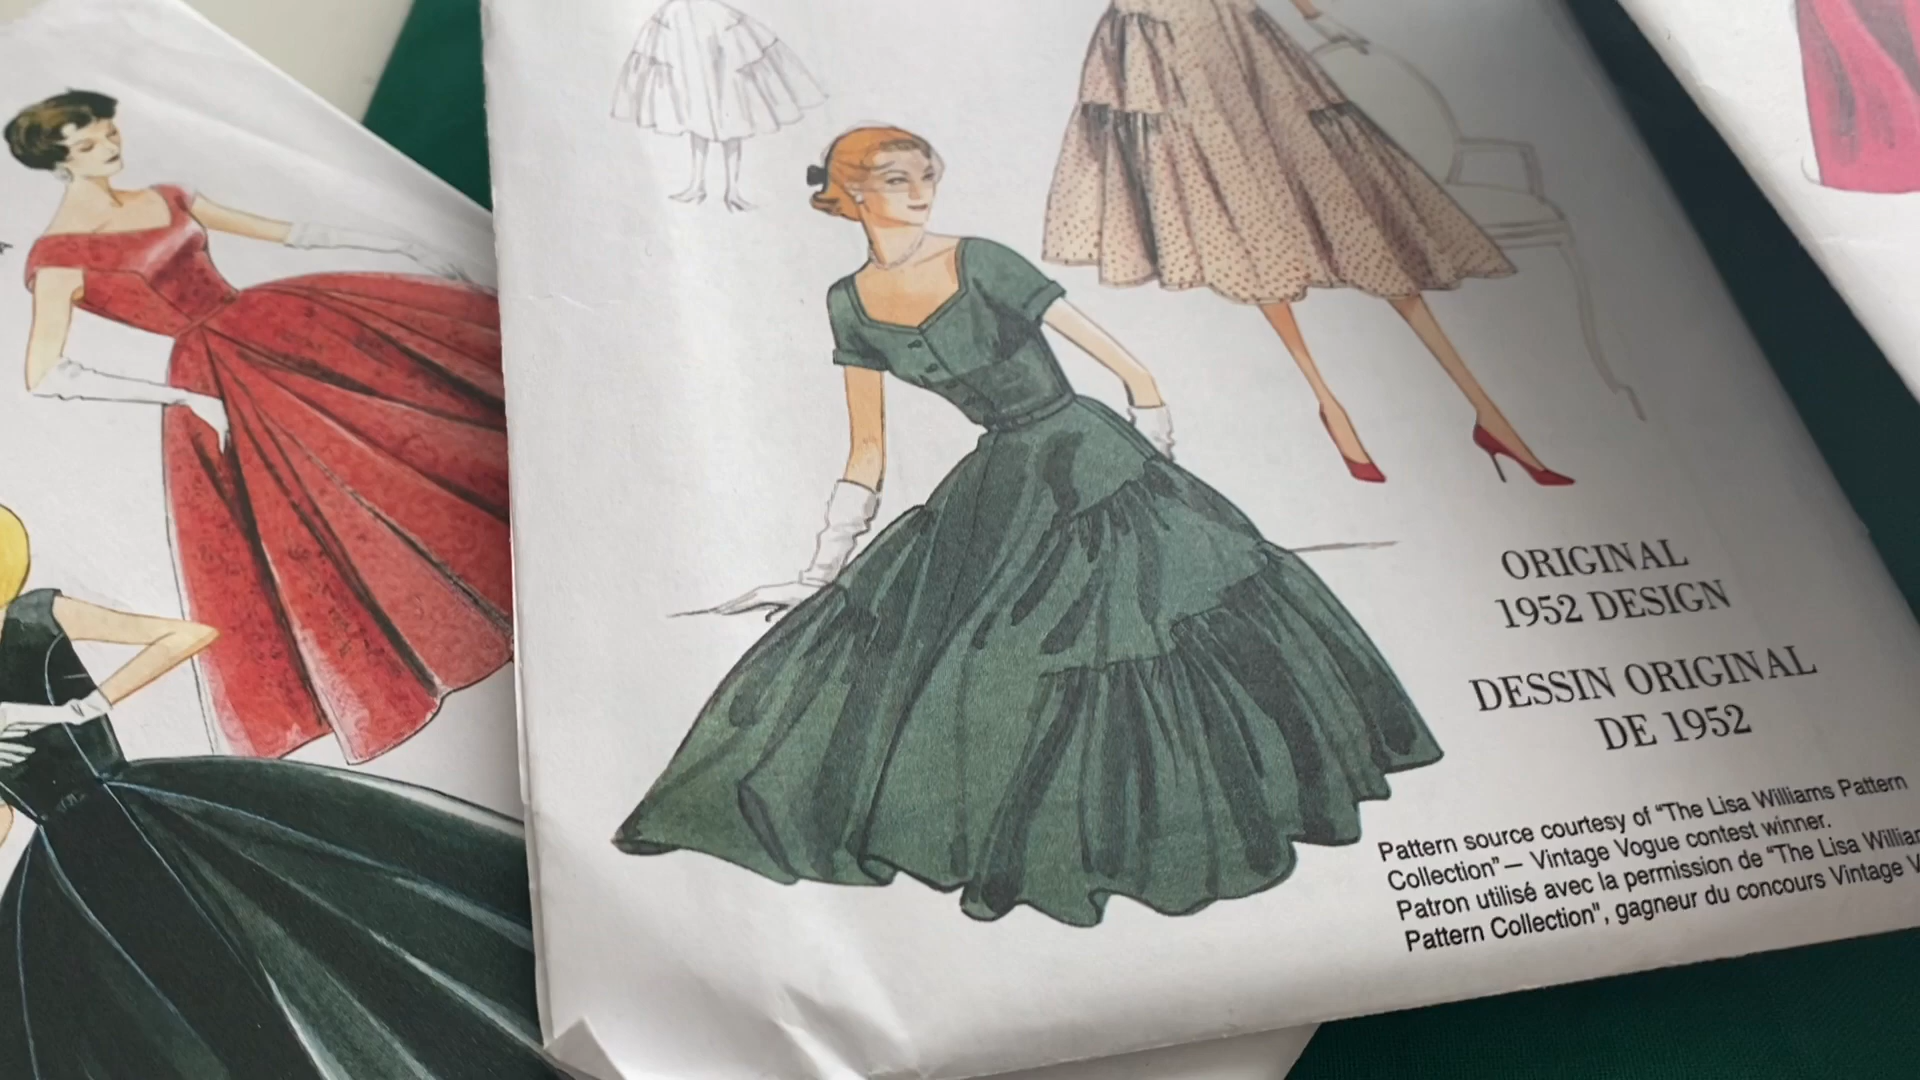 ORIGINAL
1952 DESIGN
DESSIN ORIGINAL
DE 1952
Pattern source courtesy of “The Lisa Williams Pattern
Collection”— Vintage Vogue contest winner.
Patron utilisé avec la permission de “The Lisa
Pattern Collection”, gagneur du concours Vintage